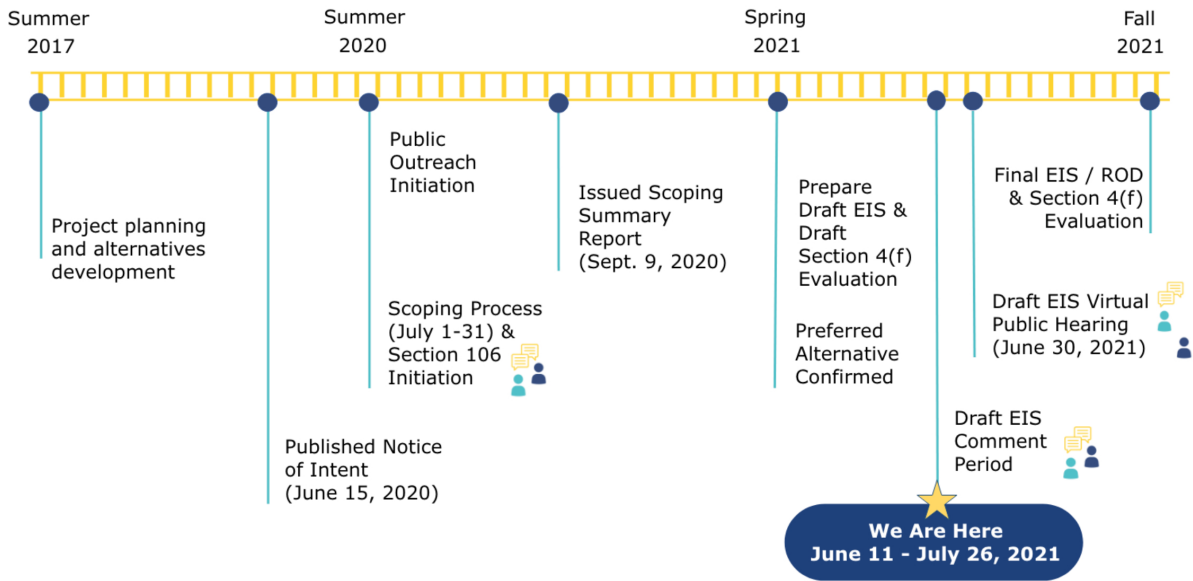 Summer
2017
Summer
2020
Spring
2021
Fall
2021
Project planning
and alternatives
development
Published Notice
of Intent
(June 15, 2020)
Public
Outreach
Initiation
Scoping Process
(July 1-31) &
Section 106
Initiation
Issued Scoping
Summary
Report
(Sept. 9, 2020)
Prepare
Draft EIS &
Draft
Section 4(f)
Evaluation
Preferred
Alternative
Confirmed
Draft EIS
Comment
Period
We Are Here
June 11 - July 26, 2021
Draft EIS Virtual
Public Hearing
(June 30, 2021)
Final EIS / ROD
& Section 4(f)
Evaluation